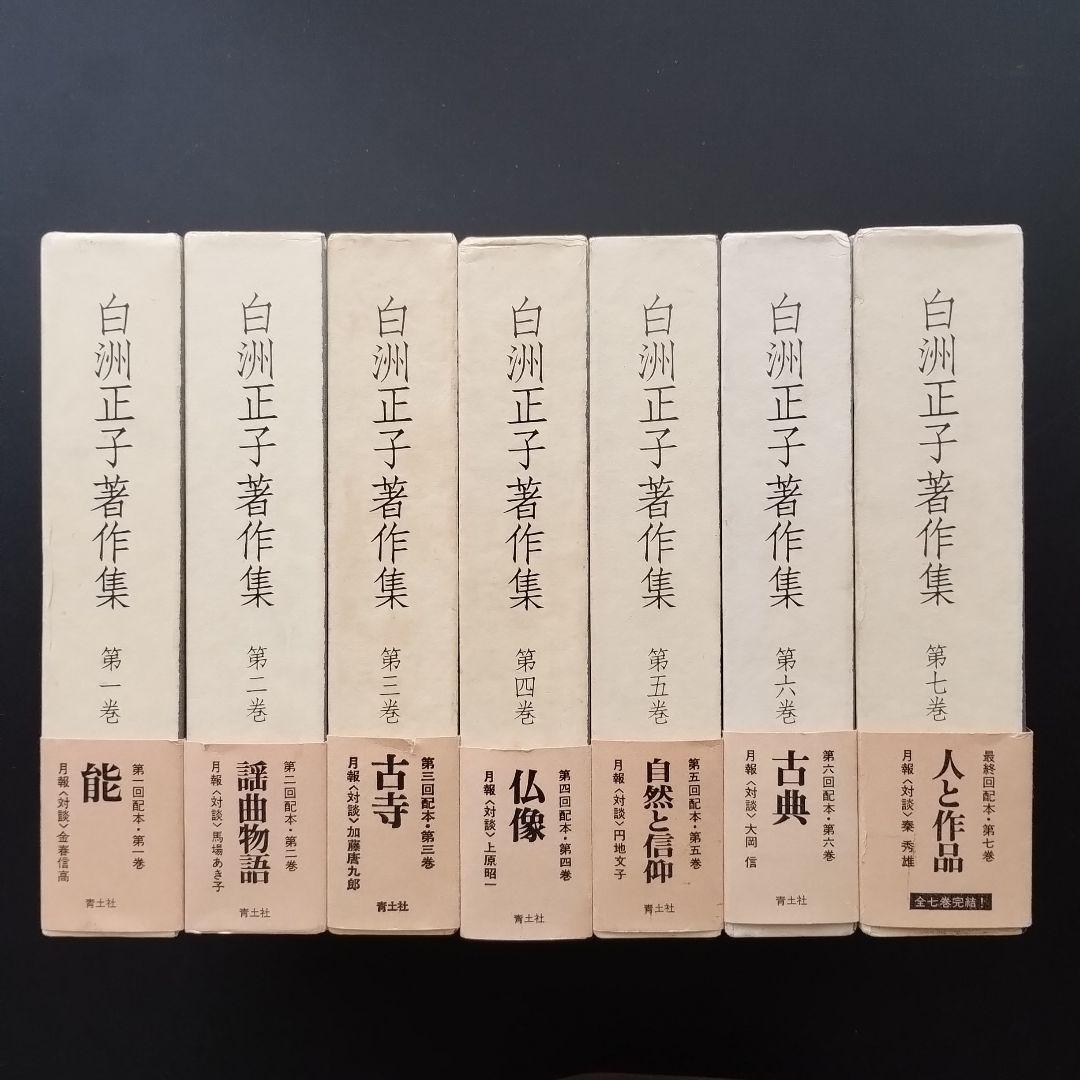 白洲正子著作集 第一巻
第一回配本・第一巻
能
月報〈対談〉金春信高
青土社
白洲正子著作集 第二巻
第二回配本・第二巻
謡曲物語
月報〈対談〉馬場あき子
青土社
白洲正子著作集 第三巻
第三回配本・第三巻
古寺
月報〈対談〉加藤唐九郎
青土社
白洲正子著作集 第四巻
第四回配本・第四巻
仏像
月報〈対談〉上原昭一
青土社
白洲正子著作集 第五巻
第五回配本・第五巻
自然と信仰
月報〈対談〉円地文子
青土社
白洲正子著作集 第六巻
第六回配本・第六巻
古典
月報〈対談〉大岡 信
青土社
白洲正子著作集 第七巻
最終回配本・第七巻
人と作品
月報〈対談〉秦 秀雄
全七巻完結！